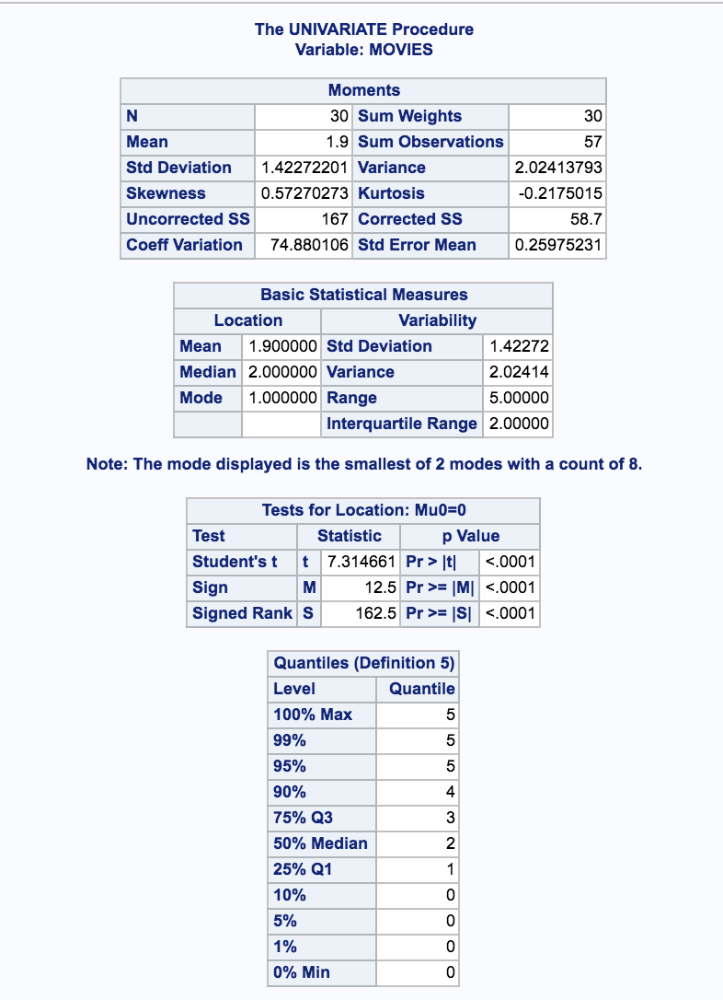 The UNIVARIATE Procedure
Variable: MOVIES
Moments
N 30 Sum Weights 30
Mean 1.9 Sum Observations 57
Std Deviation 1.42272201 Variance 2.02413793
Skewness 0.57270273 Kurtosis -0.2175015
Uncorrected SS 167 Corrected SS 58.7
Coeff Variation 74.880106 Std Error Mean 0.25975231
Basic Statistical Measures
Location Variability
Mean 1.900000 Std Deviation 1.42272
Median 2.000000 Variance 2.02414
Mode 1.000000 Range 5.00000
Interquartile Range 2.00000
Note: The mode displayed is the smallest of 2 modes with a count of 8.
Tests for Location: Mu0=0
Test Statistic p Value
Student's t t 7.314661 Pr > |t| <.0001
Sign M 12.5 Pr >= |M| <.0001
Signed Rank S 162.5 Pr >= |S| <.0001
Quantiles (Definition 5)
Level Quantile
100% Max 5
99% 5
95% 5
90% 4
75% Q3 3
50% Median 2
25% Q1 1
10% 0
5% 0
1% 0
0% Min 0